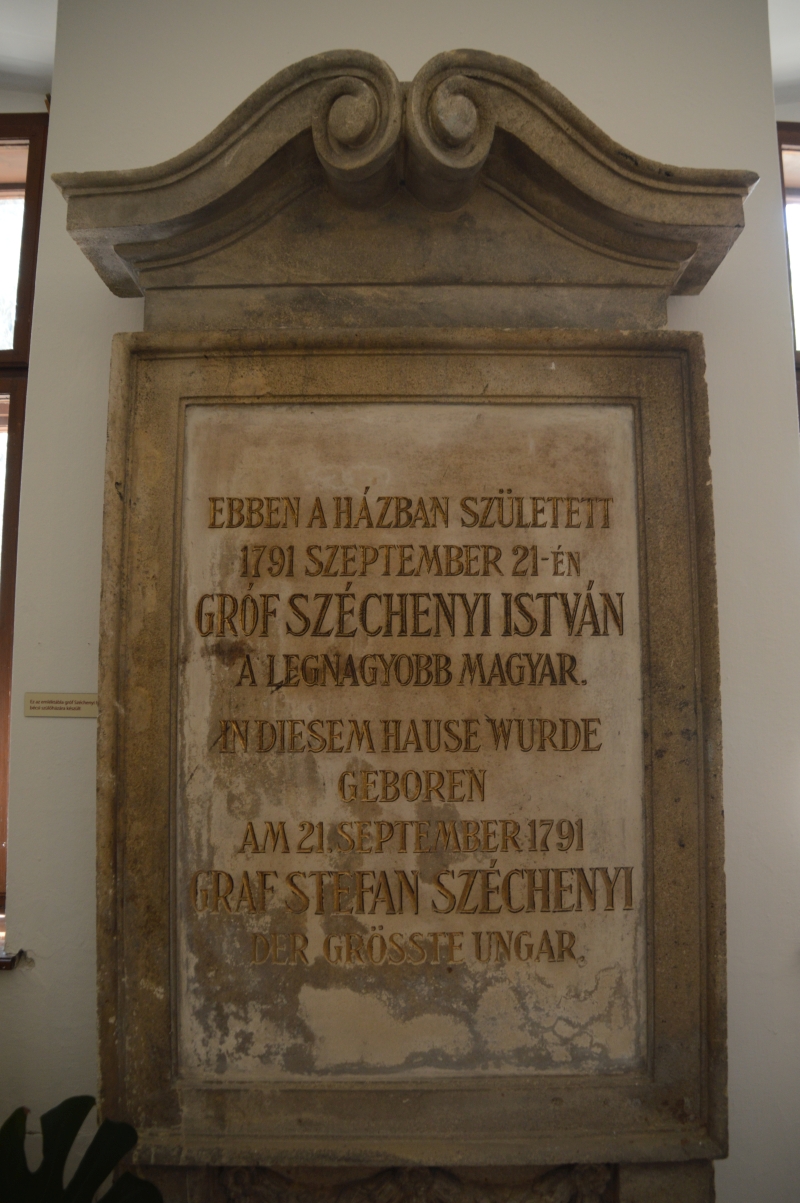 EBBEN A HÁZBAN SZÜLETETT
1791 SZEPTEMBER 21-ÉN
GRÓF SZÉCHENYI ISTVÁN
A LEGNAGYOBB MAGYAR.
IN DIESEM HAUSE WURDE
GEBOREN
AM 21. SEPTEMBER 1791
GRAF STEFAN SZÉCHENYI
DER GRÖSSTE UNGAR.